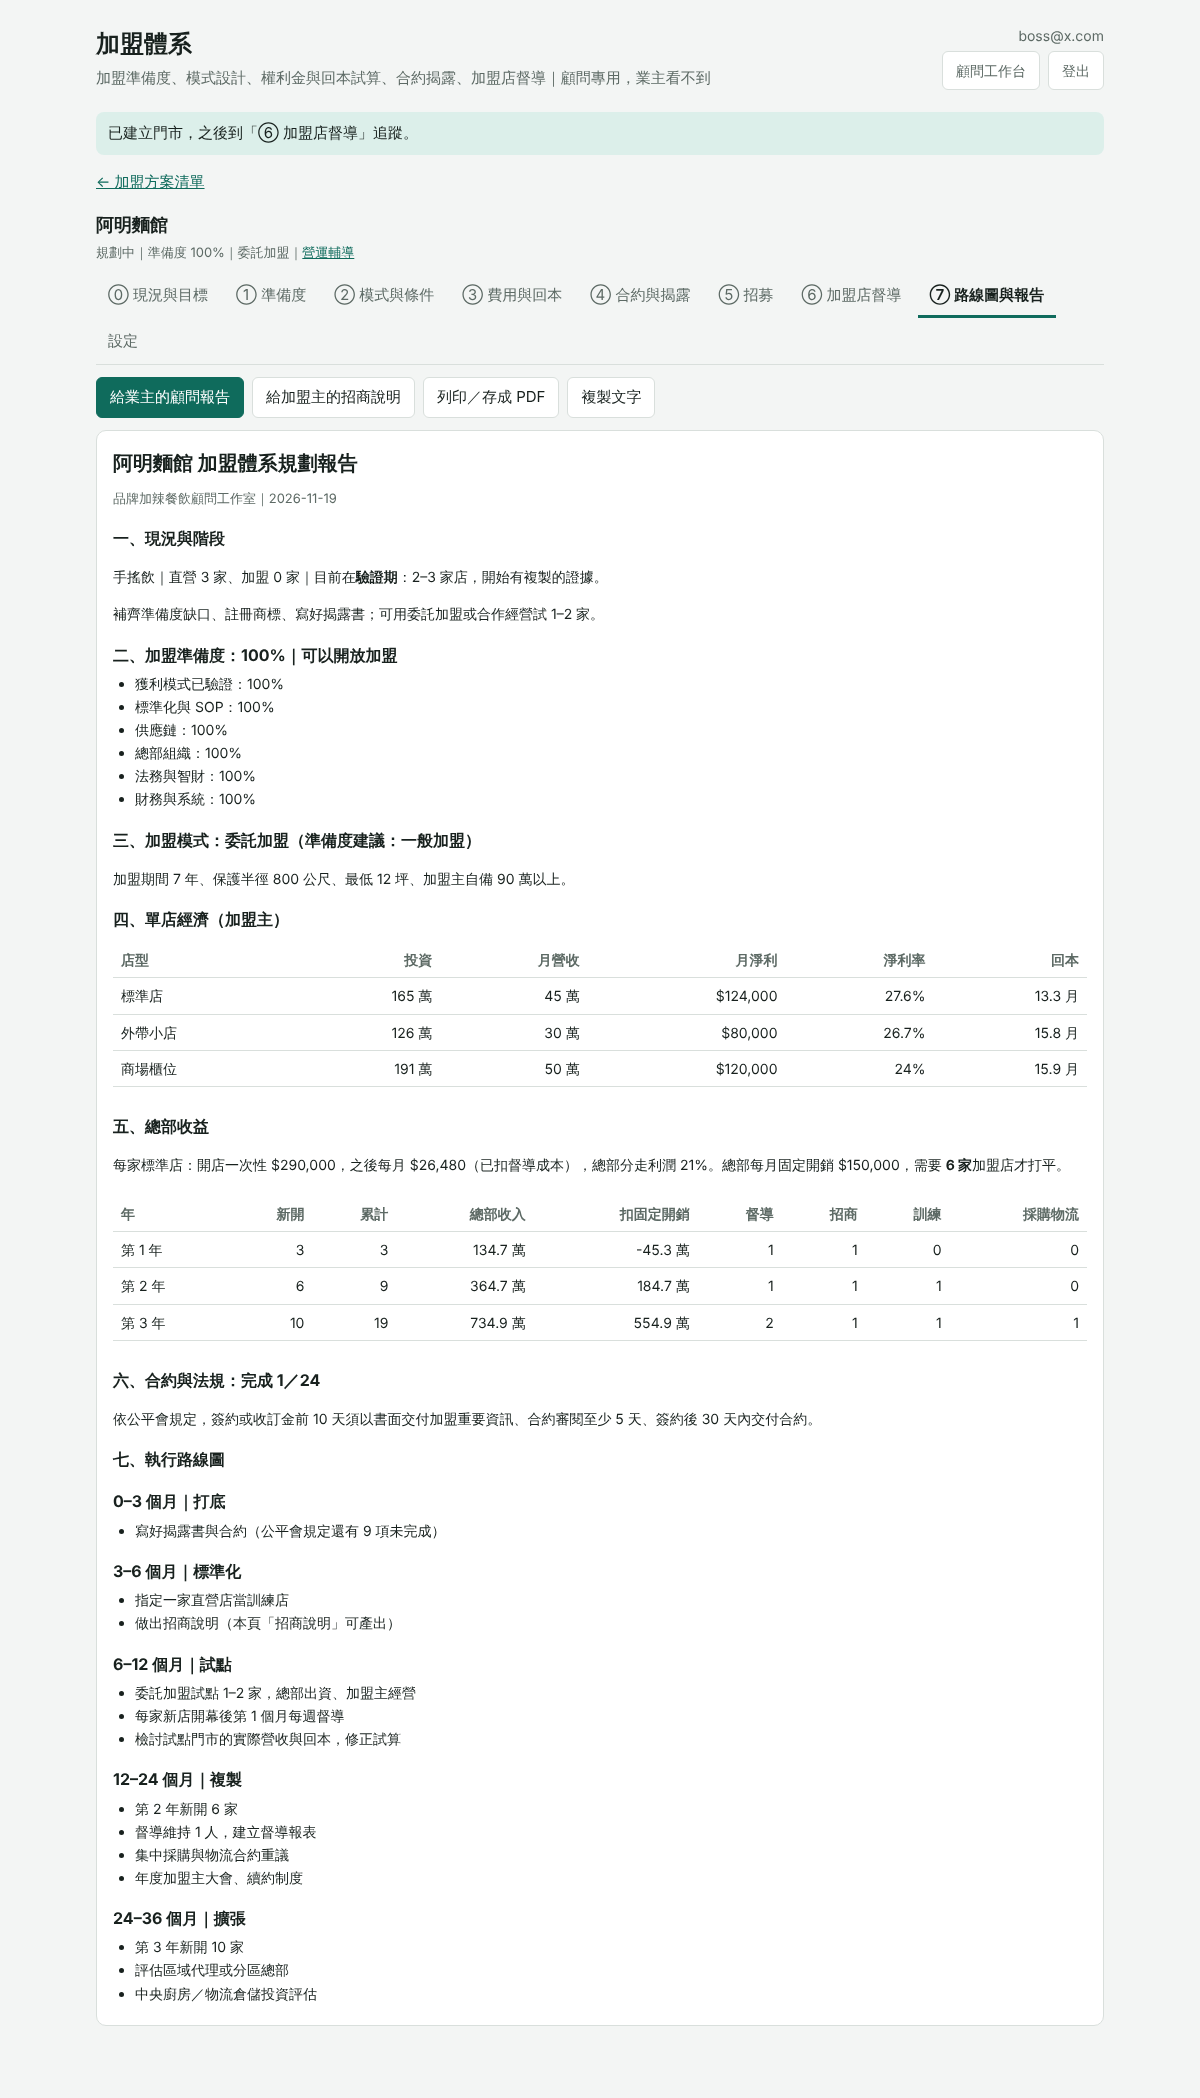 加盟體系
加盟準備度、模式設計、權利金與回本試算、合約揭露、加盟店督導｜顧問專用，業主看不到
boss@x.com
顧問工作台
登出
已建立門市，之後到「⑥ 加盟店督導」追蹤。
← 加盟方案清單
阿明麵館
規劃中｜準備度 100%｜委託加盟｜營運輔導
⓪ 現況與目標
① 準備度
② 模式與條件
③ 費用與回本
④ 合約與揭露
⑤ 招募
⑥ 加盟店督導
⑦ 路線圖與報告
設定
給業主的顧問報告
給加盟主的招商說明
列印／存成 PDF
複製文字
阿明麵館 加盟體系規劃報告
品牌加辣餐飲顧問工作室｜2026-11-19
一、現況與階段
手搖飲｜直營 3 家、加盟 0 家｜目前在驗證期：2–3 家店，開始有複製的證據。
補齊準備度缺口、註冊商標、寫好揭露書；可用委託加盟或合作經營試 1–2 家。
二、加盟準備度：100%｜可以開放加盟
• 獲利模式已驗證：100%
• 標準化與 SOP：100%
• 供應鏈：100%
• 總部組織：100%
• 法務與智財：100%
• 財務與系統：100%
三、加盟模式：委託加盟（準備度建議：一般加盟）
加盟期間 7 年、保護半徑 800 公尺、最低 12 坪、加盟主自備 90 萬以上。
四、單店經濟（加盟主）
店型 投資 月營收 月淨利 淨利率 回本
標準店 165 萬 45 萬 $124,000 27.6% 13.3 月
外帶小店 126 萬 30 萬 $80,000 26.7% 15.8 月
商場櫃位 191 萬 50 萬 $120,000 24% 15.9 月
五、總部收益
每家標準店：開店一次性 $290,000，之後每月 $26,480（已扣督導成本），總部分走利潤 21%。總部每月固定開銷 $150,000，需要 6 家加盟店才打平。
年 新開 累計 總部收入 扣固定開銷 督導 招商 訓練 採購物流
第 1 年 3 3 134.7 萬 -45.3 萬 1 1 0 0
第 2 年 6 9 364.7 萬 184.7 萬 1 1 1 0
第 3 年 10 19 734.9 萬 554.9 萬 2 1 1 1
六、合約與法規：完成 1／24
依公平會規定，簽約或收訂金前 10 天須以書面交付加盟重要資訊、合約審閱至少 5 天、簽約後 30 天內交付合約。
七、執行路線圖
0–3 個月｜打底
• 寫好揭露書與合約（公平會規定還有 9 項未完成）
3–6 個月｜標準化
• 指定一家直營店當訓練店
• 做出招商說明（本頁「招商說明」可產出）
6–12 個月｜試點
• 委託加盟試點 1–2 家，總部出資、加盟主經營
• 每家新店開幕後第 1 個月每週督導
• 檢討試點門市的實際營收與回本，修正試算
12–24 個月｜複製
• 第 2 年新開 6 家
• 督導維持 1 人，建立督導報表
• 集中採購與物流合約重議
• 年度加盟主大會、續約制度
24–36 個月｜擴張
• 第 3 年新開 10 家
• 評估區域代理或分區總部
• 中央廚房／物流倉儲投資評估